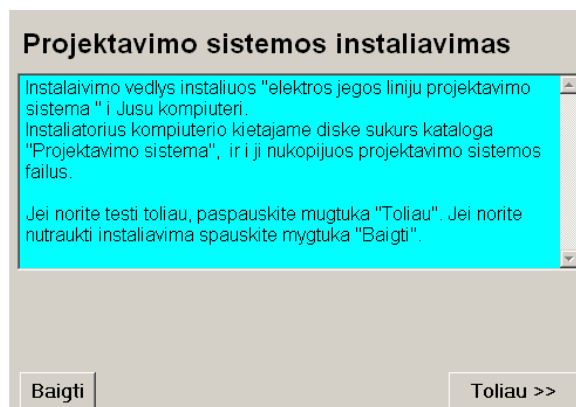 Projektavimo sistemos instaliavimas
Instalaivimo vedlys instaliuos "elektros jegos liniju projektavimo
sistema " i Jusu kompiuteri.
Instaliatorius kompiuterio kietajame diske sukurs kataloga
"Projektavimo sistema",  ir i ji nukopijuos projektavimo sistemos
failus.
Jei norite testi toliau, paspauskite mugtuka "Toliau". Jei norite
nutraukti instaliavima spauskite mygtuka "Baigti".
Baigti
Toliau >>